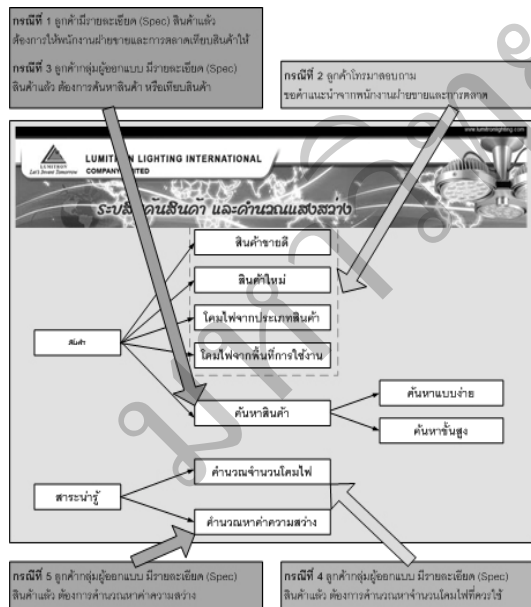 กรณีที่ 1 ลูกค้ามีรายละเอียด (Spec) สินค้าแล้ว
ต้องการให้พนักงานฝ่ายขายและการตลาดเทียบสินค้าให้
กรณีที่ 3 ลูกค้ากลุ่มผู้ออกแบบ มีรายละเอียด (Spec)
สินค้าแล้ว ต้องการค้นหาสินค้า หรือเทียบสินค้า
กรณีที่ 2 ลูกค้าโทรมาสอบถาม
ขอคำแนะนำจากพนักงานฝ่ายขายและการตลาด
www.lumitronlighting.com
LUMITRON
Let's Invent Tomorrow
LUMITRON LIGHTING INTERNATIONAL
COMPANY LIMITED
ระบบสืบค้นสินค้า และคำนวณแสงสว่าง
สินค้าขายดี
สินค้าใหม่
โคมไฟจากประเภทสินค้า
โคมไฟจากพื้นที่การใช้งาน
สินค้า
ค้นหาสินค้า
ค้นหาแบบง่าย
ค้นหาขั้นสูง
สาระน่ารู้
คำนวณจำนวนโคมไฟ
คำนวณหาค่าความสว่าง
กรณีที่ 5 ลูกค้ากลุ่มผู้ออกแบบ มีรายละเอียด (Spec)
สินค้าแล้ว ต้องการคำนวณหาค่าความสว่าง
กรณีที่ 4 ลูกค้ากลุ่มผู้ออกแบบ มีรายละเอียด (Spec)
สินค้าแล้ว ต้องการคำนวณหาจำนวนโคมไฟที่ควรใช้